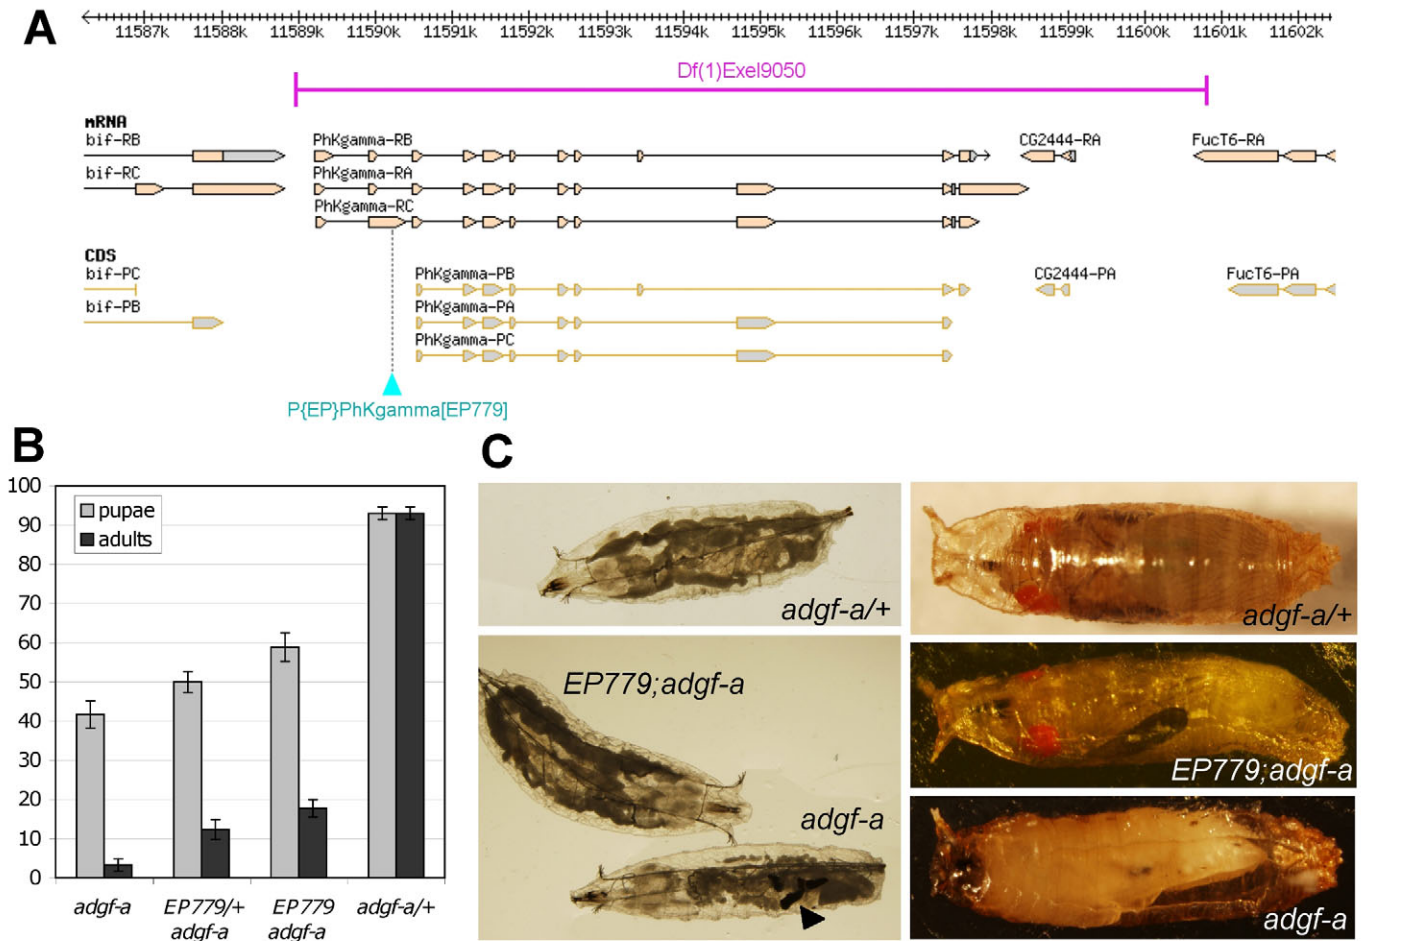 A
11587k 11588k 11589k 11590k 11591k 11592k 11593k 11594k 11595k 11596k 11597k 11598k 11599k 11600k 11601k 11602k
Df(1)Exel9050
mRNA
bif-RB PhKgamma-RB CG2444-RA FucT6-RA
bif-RC PhKgamma-RA
PhKgamma-RC
CDS
bif-PC PhKgamma-PB CG2444-PA FucT6-PA
bif-PB PhKgamma-PA
PhKgamma-PC
P{EP}PhKgamma[EP779]
B
100
90
80
70
60
50
40
30
20
10
0
pupae
adults
adgf-a EP779/+ EP779 adgf-a/+
adgf-a adgf-a
C
adgf-a/+
EP779;adgf-a
adgf-a
adgf-a/+
EP779;adgf-a
adgf-a